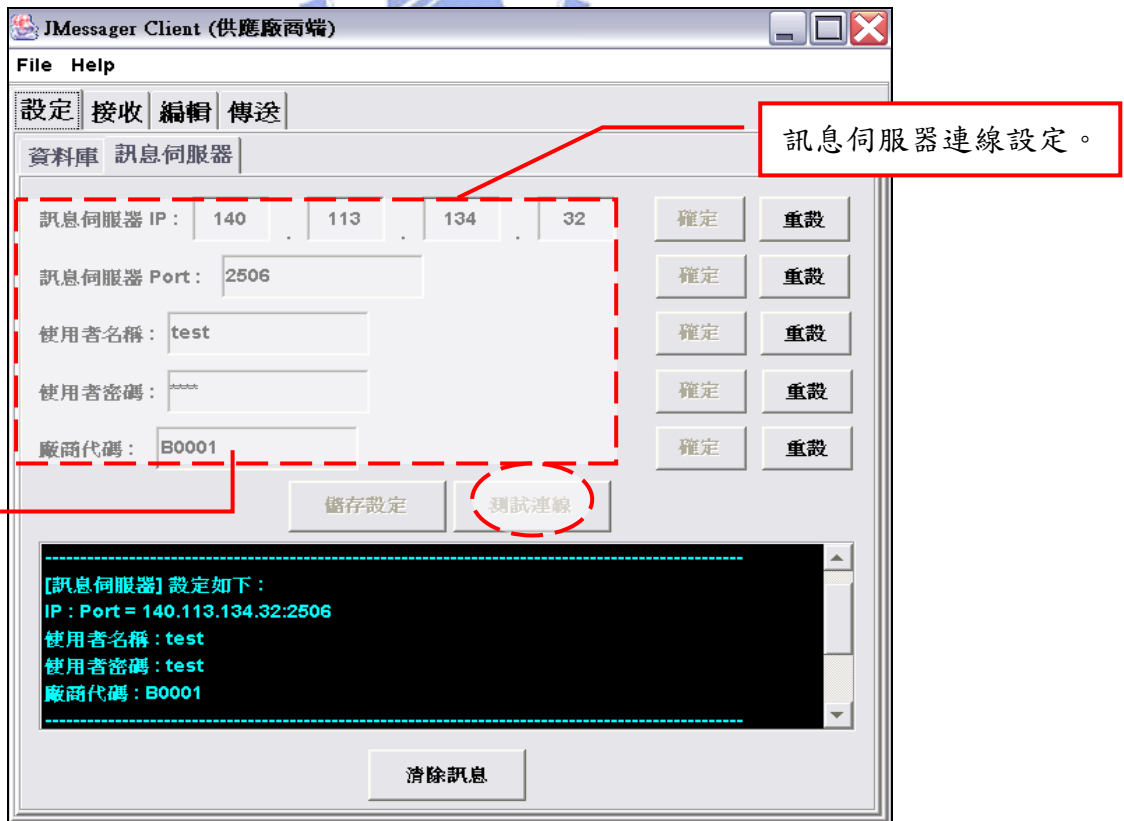 JMessager Client (供應廠商端)
File Help
設定 接收 編輯 傳送
資料庫 訊息伺服器
訊息伺服器連線設定。
訊息伺服器 IP : 140 . 113 . 134 . 32 確定 重設
訊息伺服器 Port : 2506 確定 重設
使用者名稱 : test 確定 重設
使用者密碼 : **** 確定 重設
廠商代碼 : B0001 確定 重設
儲存設定 測試連線
[訊息伺服器] 設定如下 :
IP : Port = 140.113.134.32:2506
使用者名稱 : test
使用者密碼 : test
廠商代碼 : B0001
清除訊息